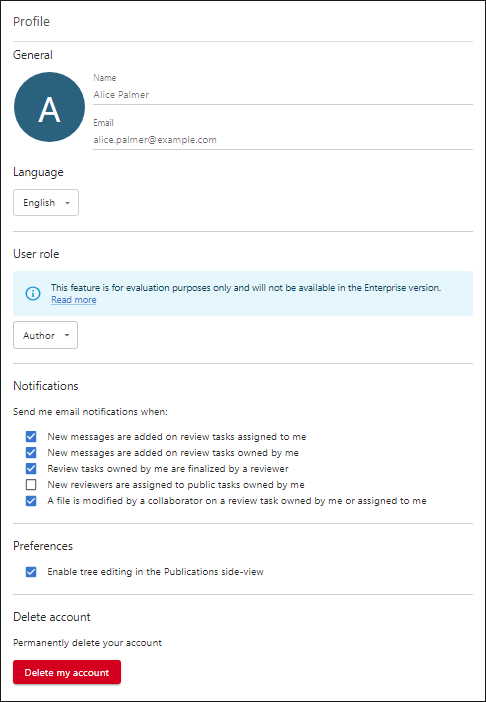 Profile
General
A
Name
Alice Palmer
Email
alice.palmer@example.com
Language
English
User role
This feature is for evaluation purposes only and will not be available in the Enterprise version.
Read more
Author
Notifications
Send me email notifications when:
New messages are added on review tasks assigned to me
New messages are added on review tasks owned by me
Review tasks owned by me are finalized by a reviewer
New reviewers are assigned to public tasks owned by me
A file is modified by a collaborator on a review task owned by me or assigned to me
Preferences
Enable tree editing in the Publications side-view
Delete account
Permanently delete your account
Delete my account